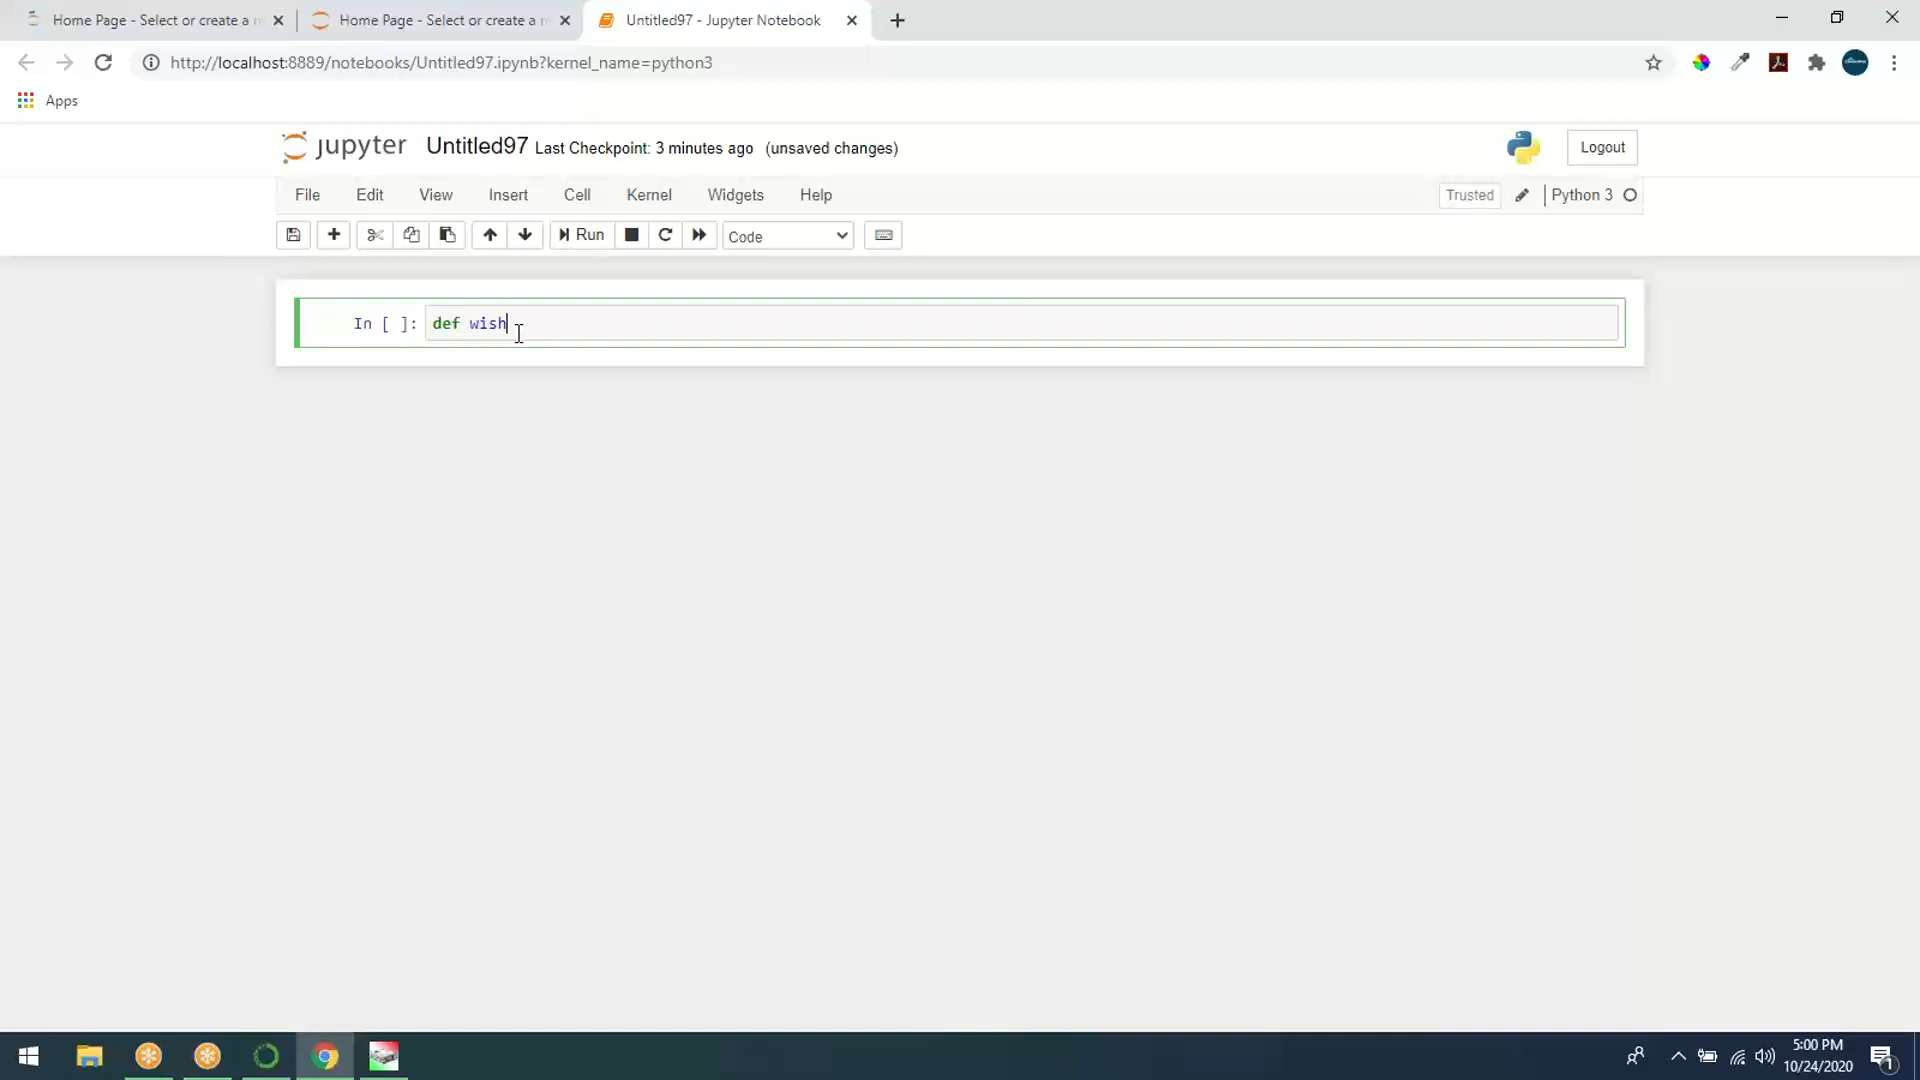 Home Page - Select or create a n
Home Page - Select or create a n
Untitled97 - Jupyter Notebook
http://localhost:8889/notebooks/Untitled97.ipynb?kernel_name=python3
Apps
jupyter Untitled97 Last Checkpoint: 3 minutes ago (unsaved changes)
Logout
File Edit View Insert Cell Kernel Widgets Help
Trusted Python 3
Run Code
In [ ]: def wish
5:00 PM
10/24/2020
1